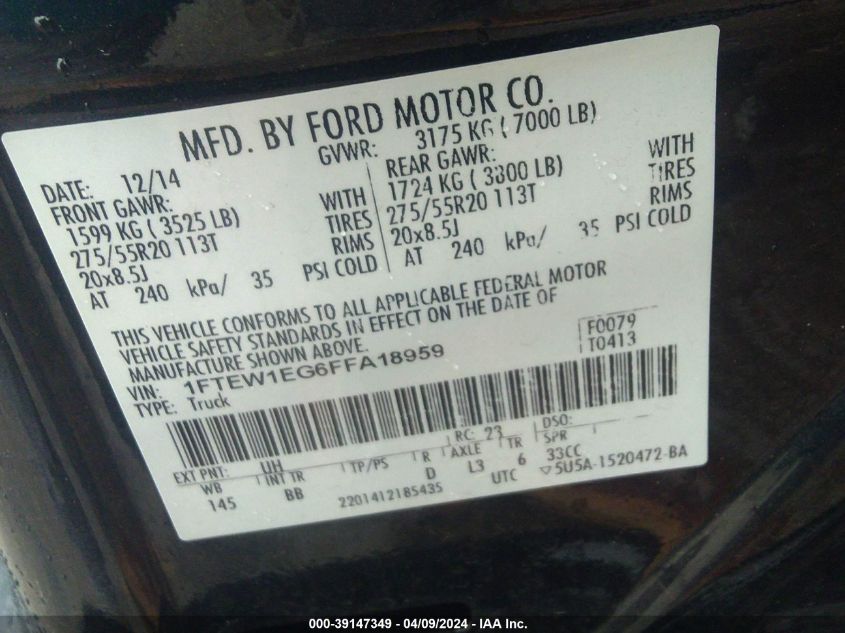 MFD. BY FORD MOTOR CO.
DATE: 12/14 GVWR: 3175 KG ( 7000 LB)
FRONT GAWR: REAR GAWR: WITH
1599 KG ( 3525 LB) WITH 1724 KG ( 3800 LB) TIRES
275/55R20 113T TIRES 275/55R20 113T RIMS
20x8.5J RIMS 20x8.5J
AT 240 kPa/ 35 PSI COLD AT 240 kPa/ 35 PSI COLD
THIS VEHICLE CONFORMS TO ALL APPLICABLE FEDERAL MOTOR
VEHICLE SAFETY STANDARDS IN EFFECT ON THE DATE OF
MANUFACTURE SHOWN ABOVE. F0079
VIN: 1FTEW1EG6FFA18959 T0413
TYPE: Truck
EXT PNT: UH RC: 23 DSO:
WB INT TR TP/PS R AXLE TR SPR
145 BB D L3 6 33CC
2201412185435 UTC ▽5U5A-1520472-BA
000-39147349 - 04/09/2024 - IAA Inc.